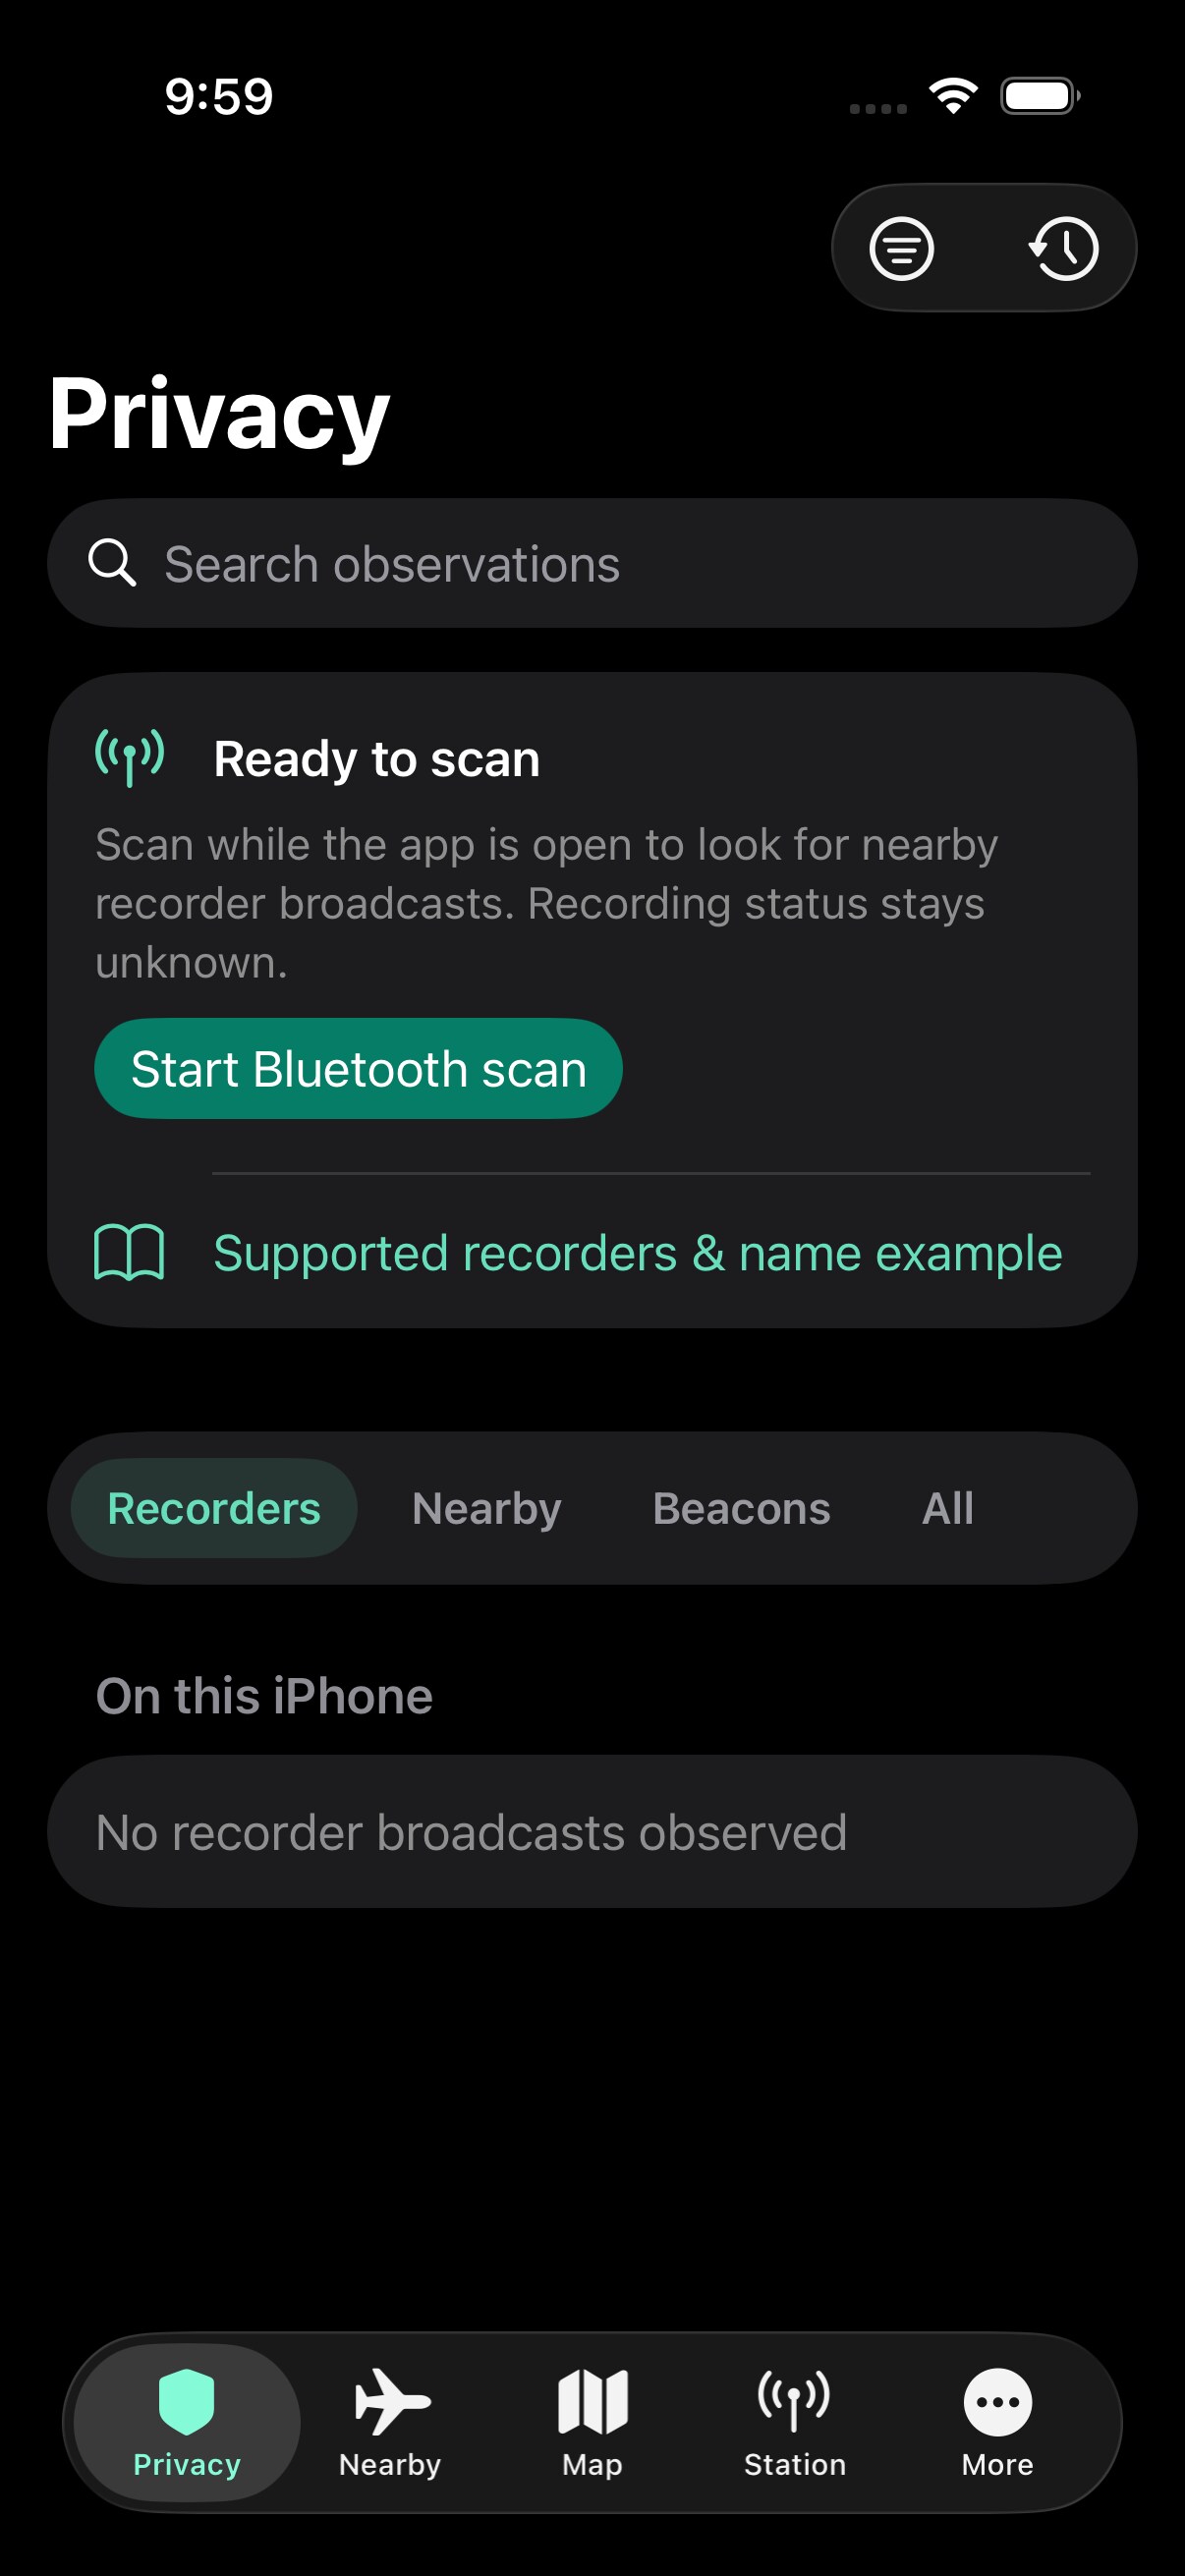 9:59
Privacy
Search observations
Ready to scan
Scan while the app is open to look for nearby
recorder broadcasts. Recording status stays
unknown.
Start Bluetooth scan
Supported recorders & name example
Recorders Nearby Beacons All
On this iPhone
No recorder broadcasts observed
Privacy Nearby Map Station More